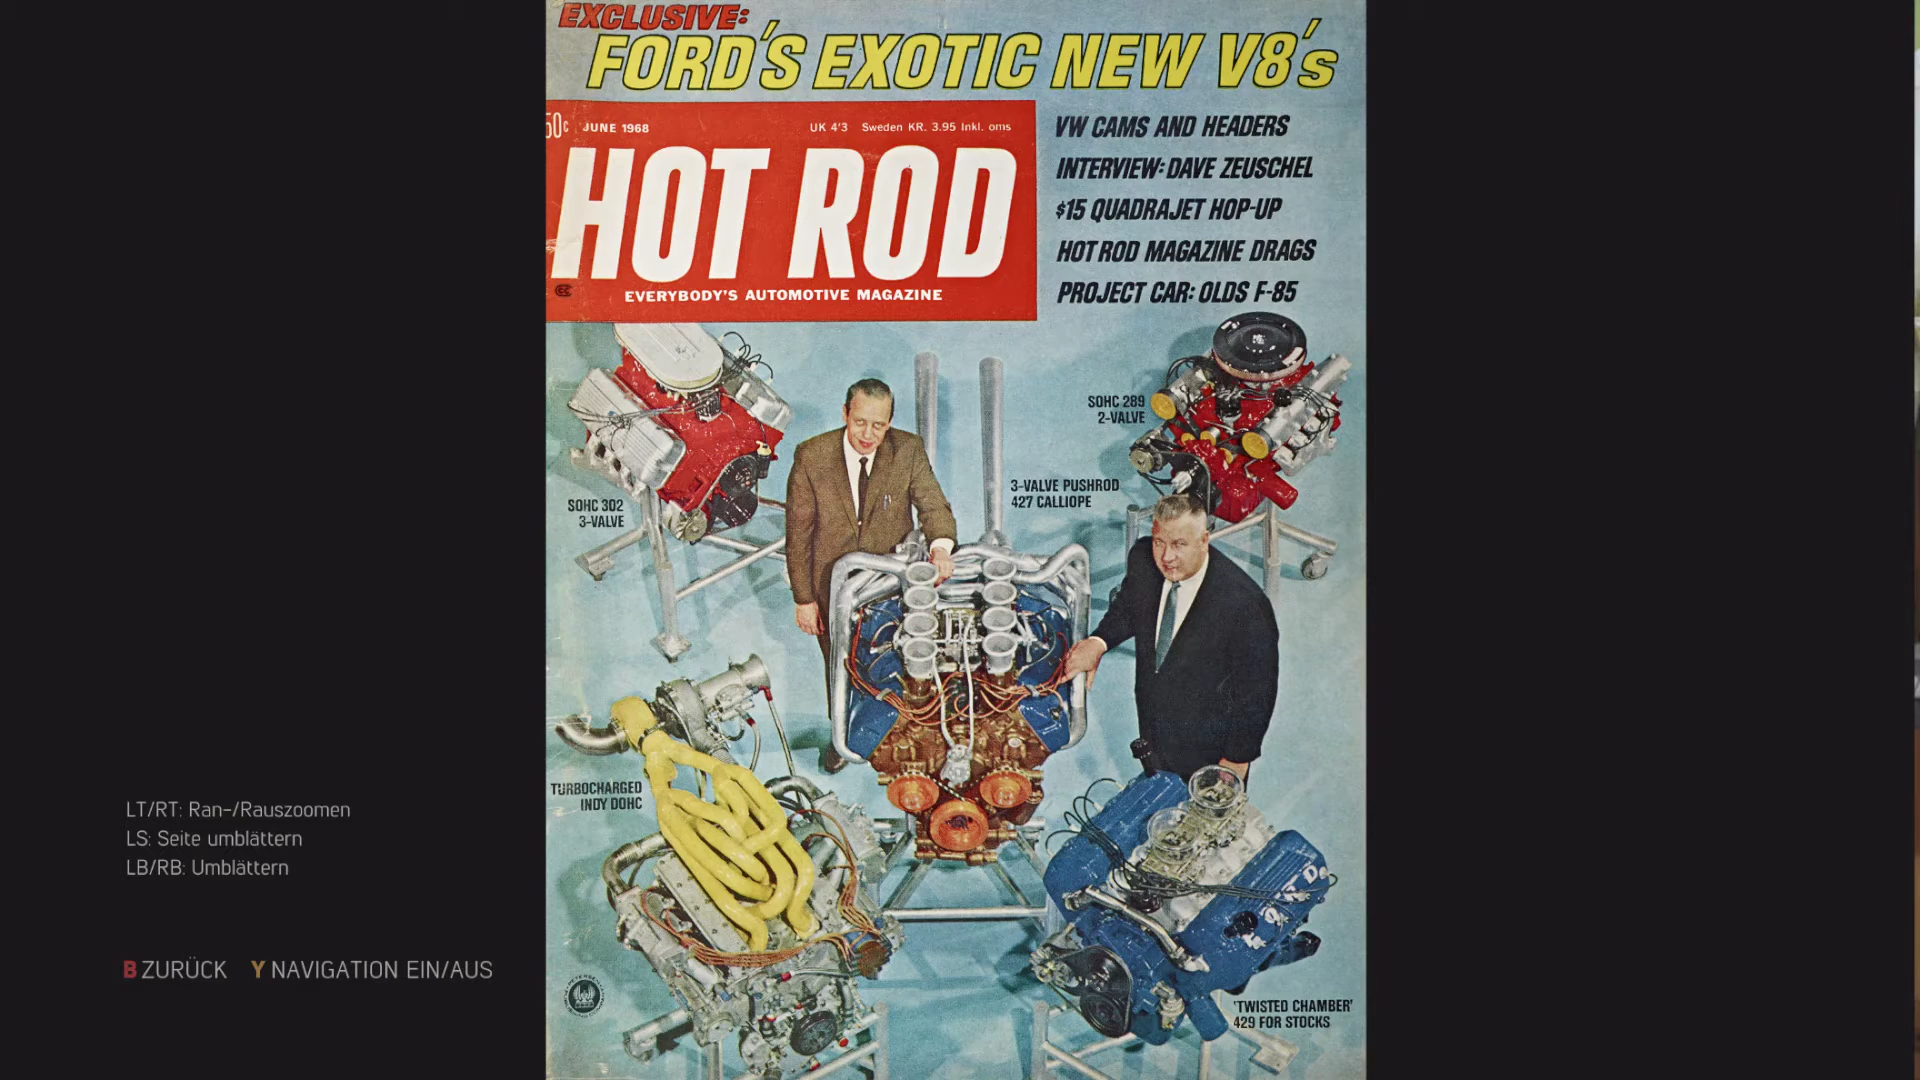 EXCLUSIVE:
FORD'S EXOTIC NEW V8's
50c JUNE 1968 UK 4'3 Sweden KR. 3.95 Inkl. oms
HOT ROD
EVERYBODY'S AUTOMOTIVE MAGAZINE
VW CAMS AND HEADERS
INTERVIEW: DAVE ZEUSCHEL
$15 QUADRAJET HOP-UP
HOT ROD MAGAZINE DRAGS
PROJECT CAR: OLDS F-85
SOHC 289
2-VALVE
3-VALVE PUSHROD
427 CALLIOPE
SOHC 302
3-VALVE
TURBOCHARGED
INDY DOHC
'TWISTED CHAMBER'
429 FOR STOCKS
LT/RT: Ran-/Rauszoomen
LS: Seite umblättern
LB/RB: Umblättern
B ZURÜCK Y NAVIGATION EIN/AUS